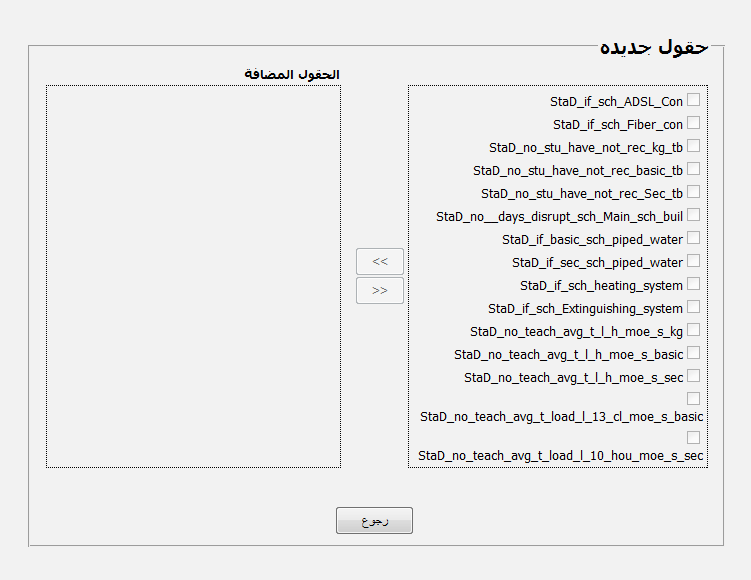 حقول جديده
الحقول المضافة
StaD_if_sch_ADSL_Con
StaD_if_sch_Fiber_con
StaD_no_stu_have_not_rec_kg_tb
StaD_no_stu_have_not_rec_basic_tb
StaD_no_stu_have_not_rec_Sec_tb
StaD_no__days_disrupt_sch_Main_sch_buil
StaD_if_basic_sch_piped_water
StaD_if_sec_sch_piped_water
StaD_if_sch_heating_system
StaD_if_sch_Extinguishing_system
StaD_no_teach_avg_t_l_h_moe_s_kg
StaD_no_teach_avg_t_l_h_moe_s_basic
StaD_no_teach_avg_t_l_h_moe_s_sec
StaD_no_teach_avg_t_load_l_13_cl_moe_s_basic
StaD_no_teach_avg_t_load_l_10_hou_moe_s_sec
<<
>>
رجوع